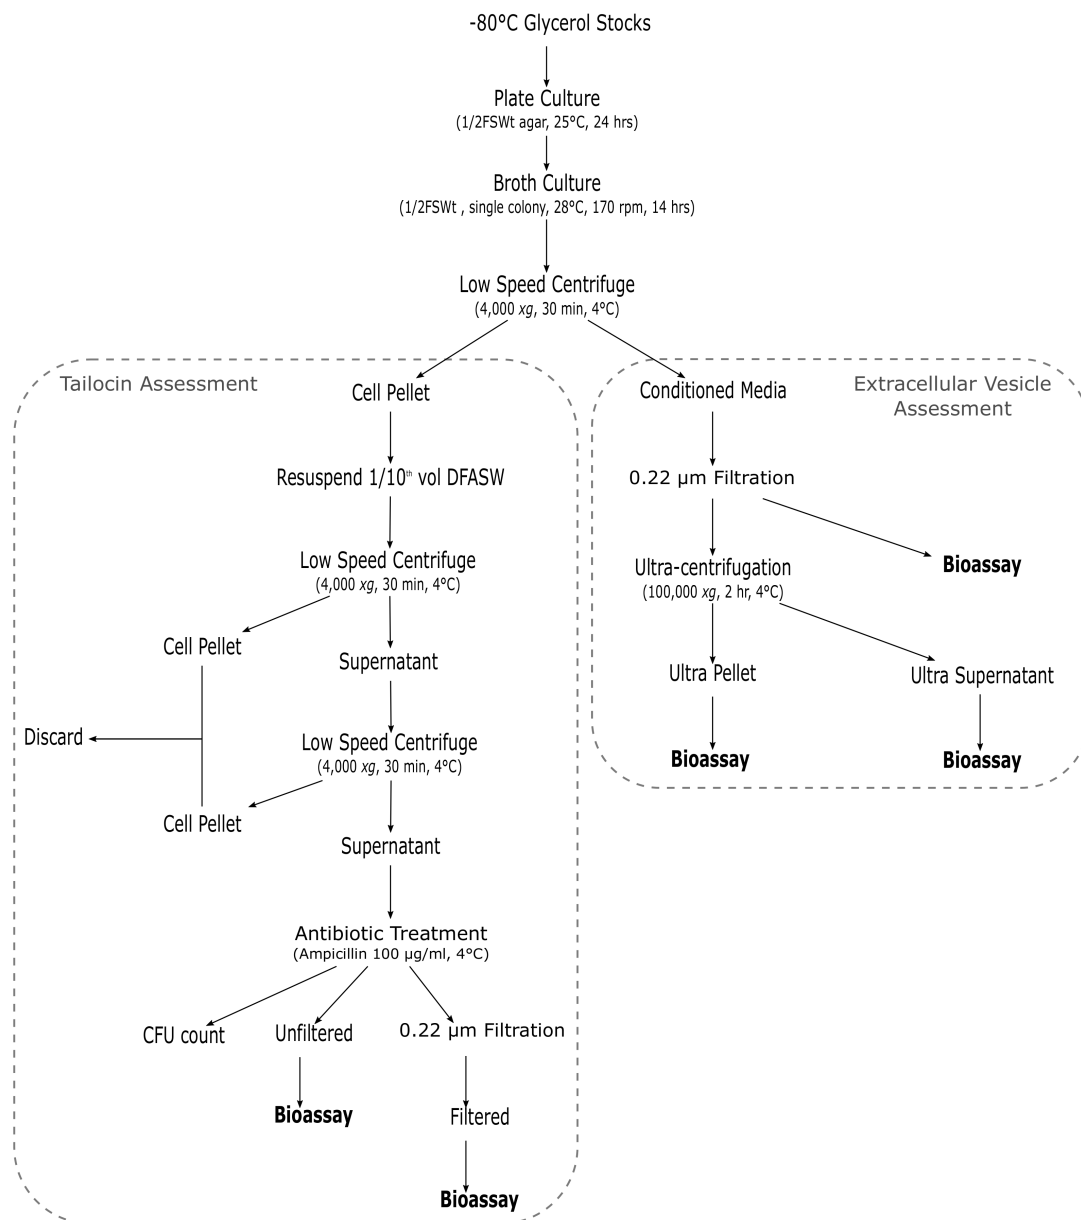 -80°C Glycerol Stocks
Plate Culture
(1/2FSWt agar, 25°C, 24 hrs)
Broth Culture
(1/2FSWt , single colony, 28°C, 170 rpm, 14 hrs)
Low Speed Centrifuge
(4,000 xg, 30 min, 4°C)
Tailocin Assessment
Cell Pellet
Resuspend 1/10th vol DFASW
Low Speed Centrifuge
(4,000 xg, 30 min, 4°C)
Cell Pellet
Supernatant
Discard
Low Speed Centrifuge
(4,000 xg, 30 min, 4°C)
Cell Pellet
Supernatant
Antibiotic Treatment
(Ampicillin 100 µg/ml, 4°C)
CFU count
Unfiltered
0.22 µm Filtration
Bioassay
Filtered
Bioassay
Conditioned Media
Extracellular Vesicle
Assessment
0.22 µm Filtration
Bioassay
Ultra-centrifugation
(100,000 xg, 2 hr, 4°C)
Ultra Pellet
Ultra Supernatant
Bioassay
Bioassay